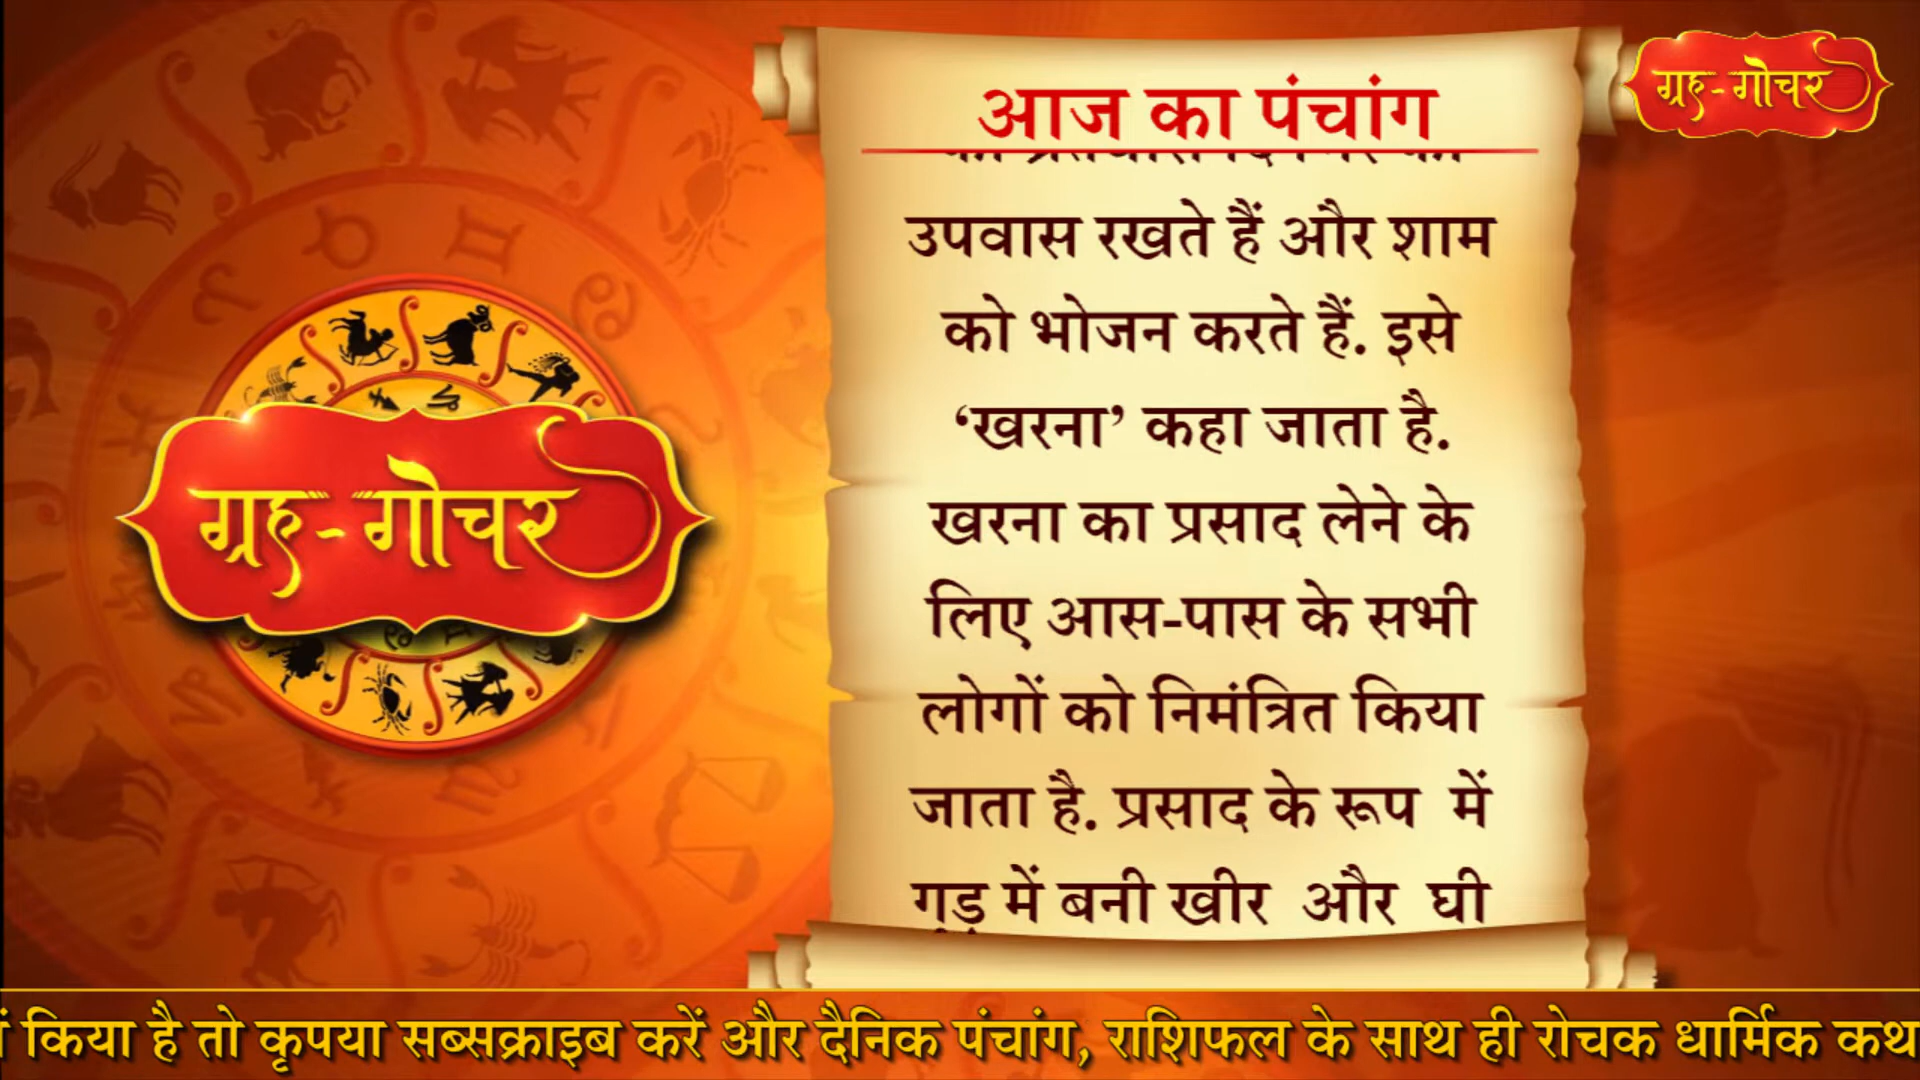 आज का पंचांग
ग्रह-गोचर
उपवास रखते हैं और शाम
को भोजन करते हैं. इसे
‘खरना’ कहा जाता है.
खरना का प्रसाद लेने के
लिए आस-पास के सभी
लोगों को निमंत्रित किया
जाता है. प्रसाद के रूप में
गुड़ में बनी खीर और घी
ग्रह-गोचर
किया है तो कृपया सब्सक्राइब करें और दैनिक पंचांग, राशिफल के साथ ही रोचक धार्मिक कथ